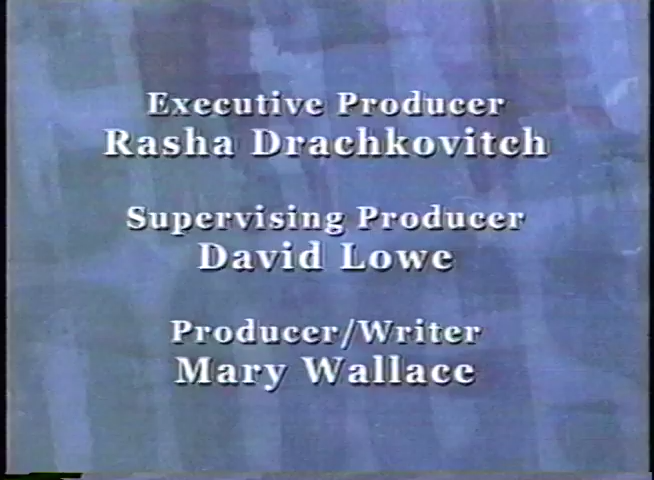 Executive Producer
Rasha Drachkovitch
Supervising Producer
David Lowe
Producer/Writer
Mary Wallace